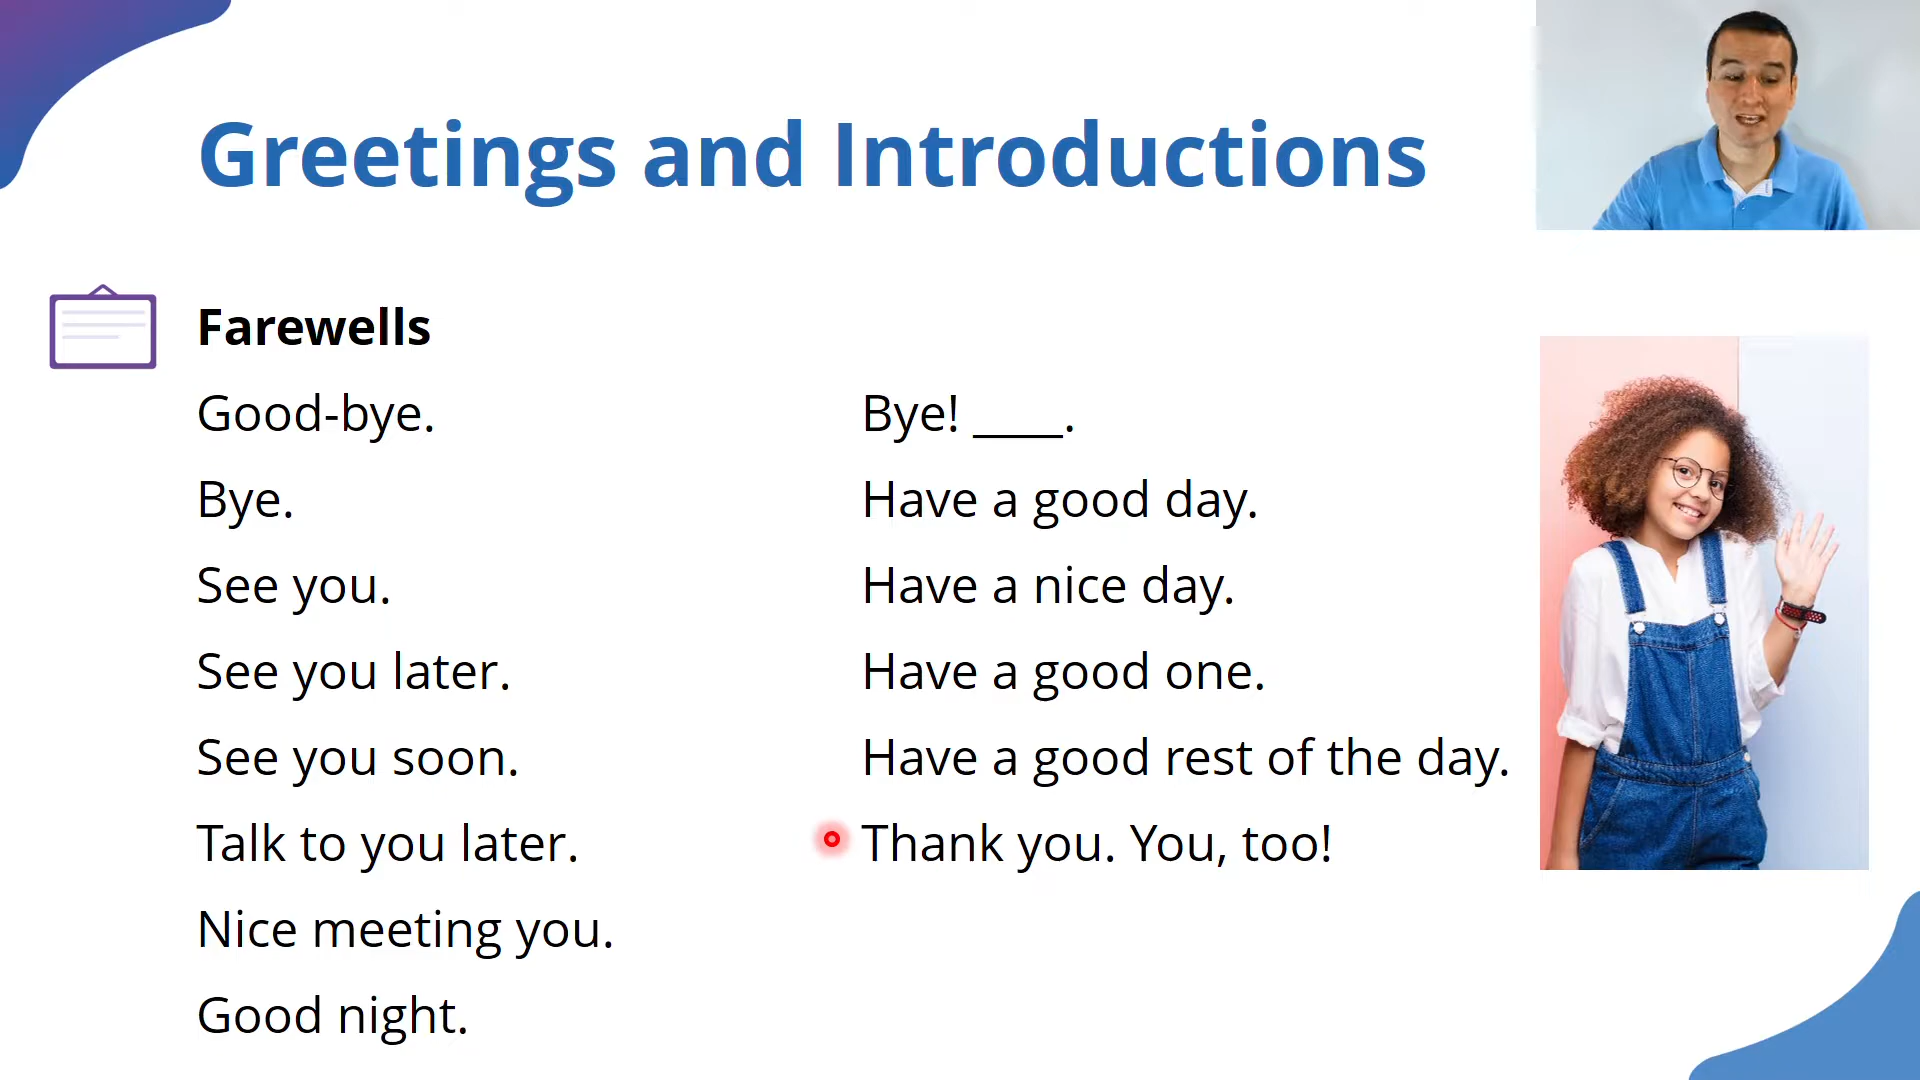 Greetings and Introductions
Farewells
Good-bye.
Bye.
See you.
See you later.
See you soon.
Talk to you later.
Nice meeting you.
Good night.
Bye! ____.
Have a good day.
Have a nice day.
Have a good one.
Have a good rest of the day.
Thank you. You, too!